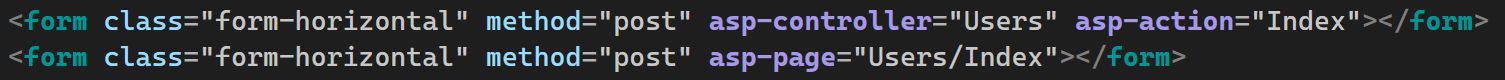 <form class="form-horizontal" method="post" asp-controller="Users" asp-action="Index"></form>
<form class="form-horizontal" method="post" asp-page="Users/Index"></form>